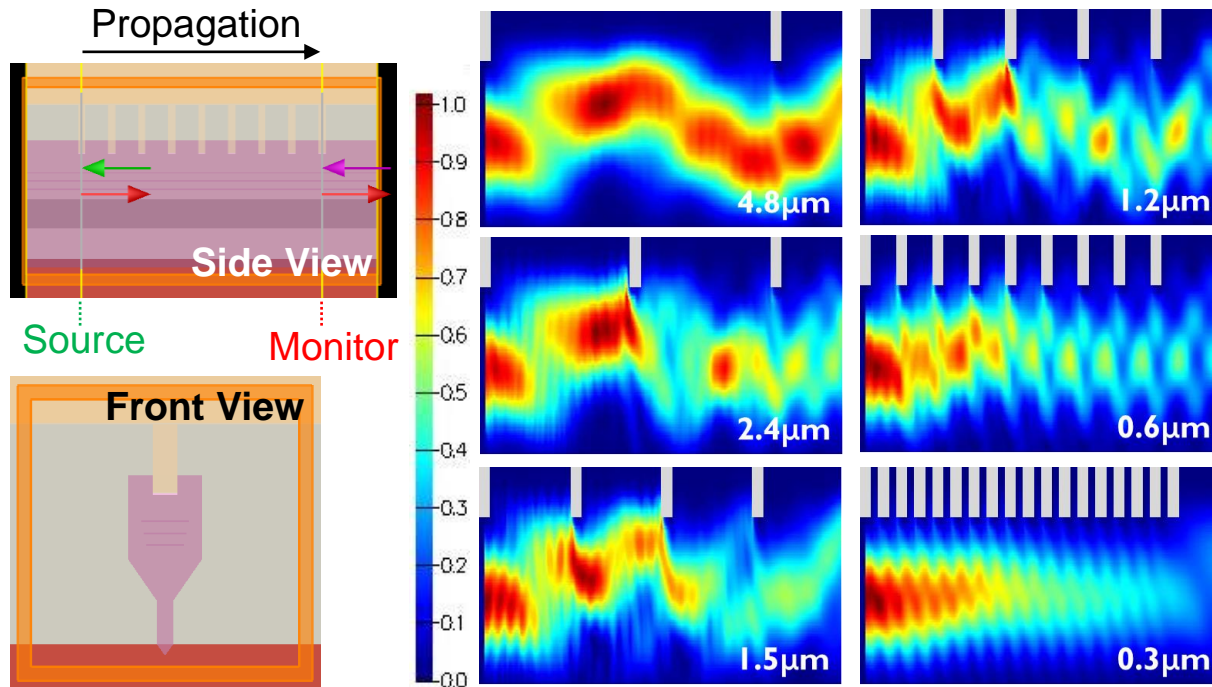 Propagation
Side View
Source
Monitor
Front View
1.0
0.9
0.8
0.7
0.6
0.5
0.4
0.3
0.2
0.1
0.0
4.8µm
1.2µm
2.4µm
0.6µm
1.5µm
0.3µm